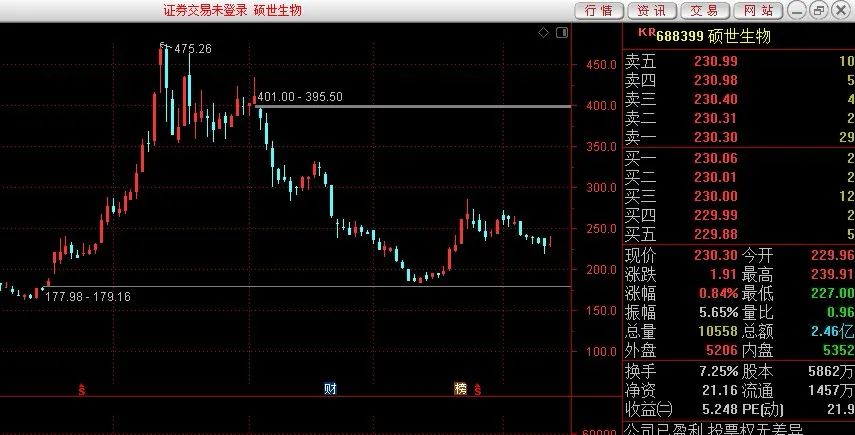 证券交易未登录 硕世生物 行情 资讯 交易 网站
475.26
401.00 - 395.50
177.98 - 179.16
450.0
400.0
350.0
300.0
250.0
200.0
150.0
100.0
财
榜
KR 688399 硕世生物
卖五 230.99 10
卖四 230.98 5
卖三 230.40 4
卖二 230.31 2
卖一 230.30 29
买一 230.06 2
买二 230.01 2
买三 230.00 12
买四 229.99 2
买五 229.88 5
现价 230.30 今开 229.96
涨跌 1.91 最高 239.91
涨幅 0.84% 最低 227.00
振幅 5.65% 量比 0.96
总量 10558 总额 2.46亿
外盘 5206 内盘 5352
换手 7.25% 股本 5862万
净资 21.16 流通 1457万
收益㈡ 5.248 PE(动) 21.9
公司已盈利 投票权无差异